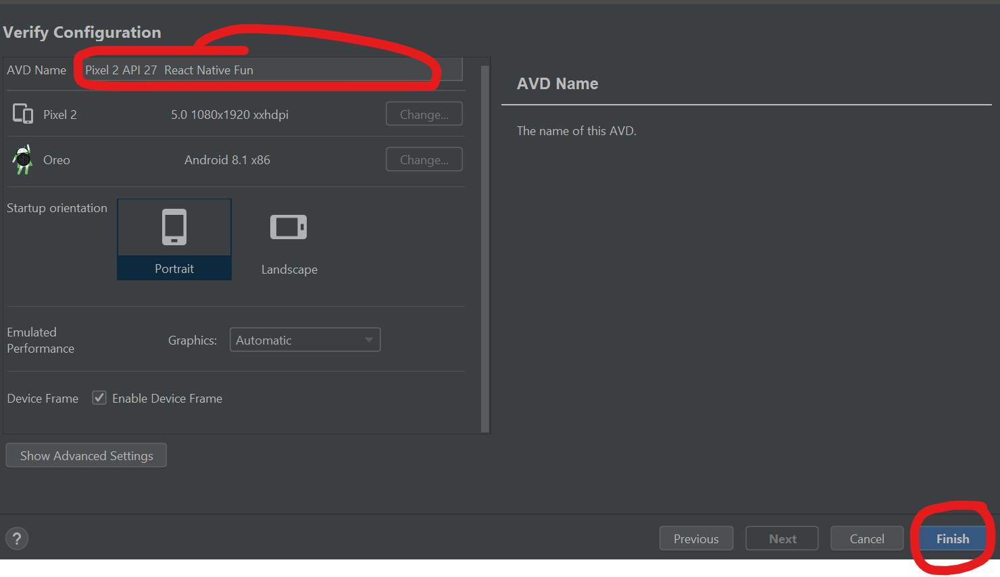 Verify Configuration
AVD Name Pixel 2 API 27 React Native Fun
Pixel 2 5.0 1080x1920 xxhdpi Change...
Oreo Android 8.1 x86 Change...
Startup orientation
Portrait
Landscape
Emulated
Performance
Graphics: Automatic
Device Frame Enable Device Frame
Show Advanced Settings
AVD Name
The name of this AVD.
? Previous Next Cancel Finish